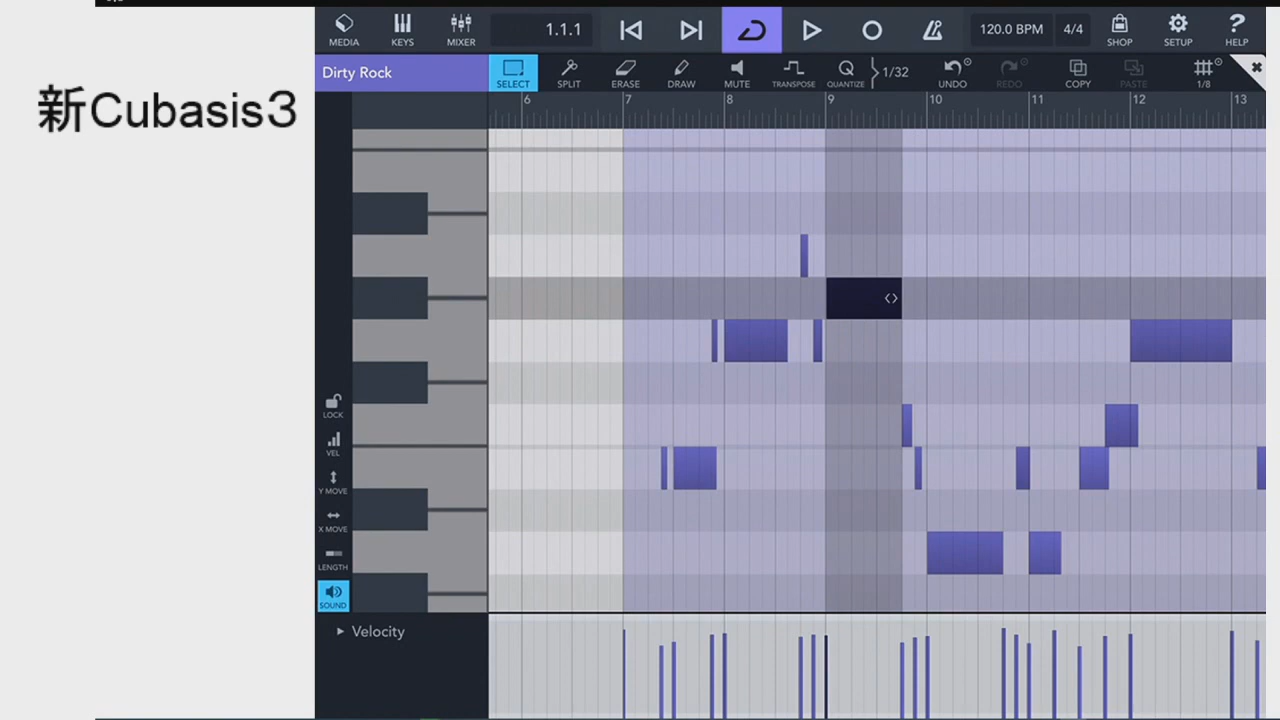 新Cubasis3
MEDIA KEYS MIXER 1.1.1 120.0 BPM 4/4 SHOP SETUP HELP
Dirty Rock SELECT SPLIT ERASE DRAW MUTE TRANSPOSE QUANTIZE 1/32 UNDO REDO COPY PASTE 1/8
6 7 8 9 10 11 12 13
LOCK
VEL
Y MOVE
X MOVE
LENGTH
SOUND
Velocity